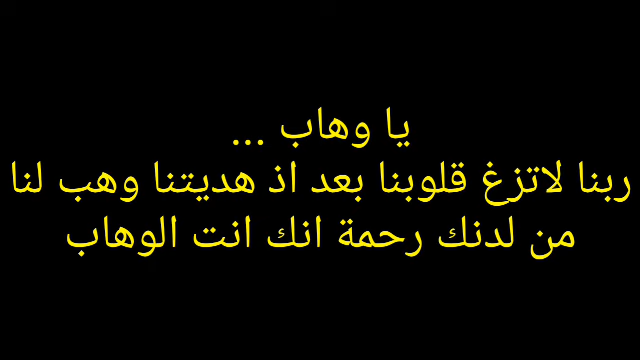 يا وهاب ...
ربنا لاتزغ قلوبنا بعد اذ هديتنا وهب لنا
من لدنك رحمة انك انت الوهاب